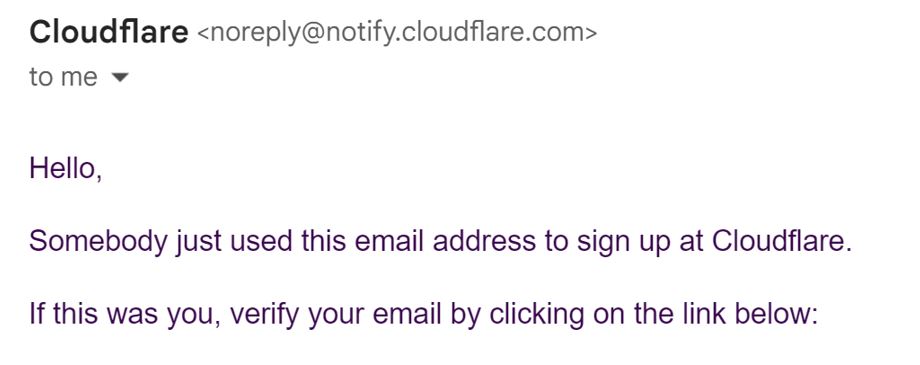 Cloudflare <noreply@notify.cloudflare.com>
to me
Hello,
Somebody just used this email address to sign up at Cloudflare.
If this was you, verify your email by clicking on the link below: